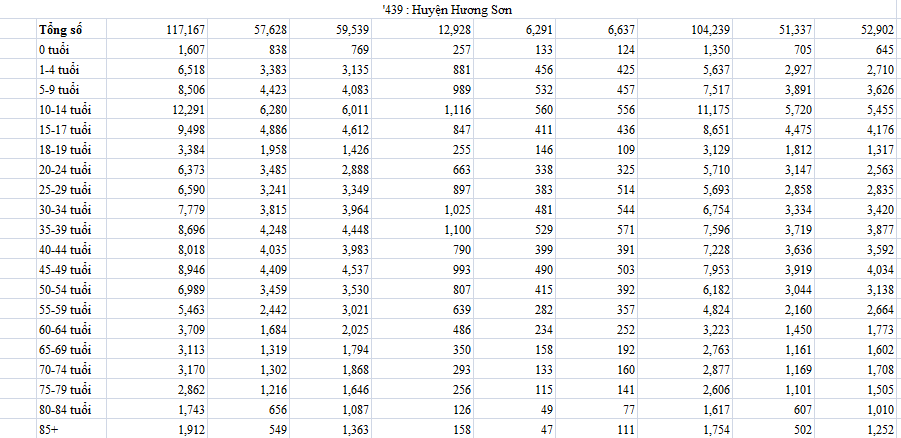 '439 : Huyện Hương Sơn
Tổng số 117,167 57,628 59,539 12,928 6,291 6,637 104,239 51,337 52,902
0 tuổi 1,607 838 769 257 133 124 1,350 705 645
1-4 tuổi 6,518 3,383 3,135 881 456 425 5,637 2,927 2,710
5-9 tuổi 8,506 4,423 4,083 989 532 457 7,517 3,891 3,626
10-14 tuổi 12,291 6,280 6,011 1,116 560 556 11,175 5,720 5,455
15-17 tuổi 9,498 4,886 4,612 847 411 436 8,651 4,475 4,176
18-19 tuổi 3,384 1,958 1,426 255 146 109 3,129 1,812 1,317
20-24 tuổi 6,373 3,485 2,888 663 338 325 5,710 3,147 2,563
25-29 tuổi 6,590 3,241 3,349 897 383 514 5,693 2,858 2,835
30-34 tuổi 7,779 3,815 3,964 1,025 481 544 6,754 3,334 3,420
35-39 tuổi 8,696 4,248 4,448 1,100 529 571 7,596 3,719 3,877
40-44 tuổi 8,018 4,035 3,983 790 399 391 7,228 3,636 3,592
45-49 tuổi 8,946 4,409 4,537 993 490 503 7,953 3,919 4,034
50-54 tuổi 6,989 3,459 3,530 807 415 392 6,182 3,044 3,138
55-59 tuổi 5,463 2,442 3,021 639 282 357 4,824 2,160 2,664
60-64 tuổi 3,709 1,684 2,025 486 234 252 3,223 1,450 1,773
65-69 tuổi 3,113 1,319 1,794 350 158 192 2,763 1,161 1,602
70-74 tuổi 3,170 1,302 1,868 293 133 160 2,877 1,169 1,708
75-79 tuổi 2,862 1,216 1,646 256 115 141 2,606 1,101 1,505
80-84 tuổi 1,743 656 1,087 126 49 77 1,617 607 1,010
85+ 1,912 549 1,363 158 47 111 1,754 502 1,252